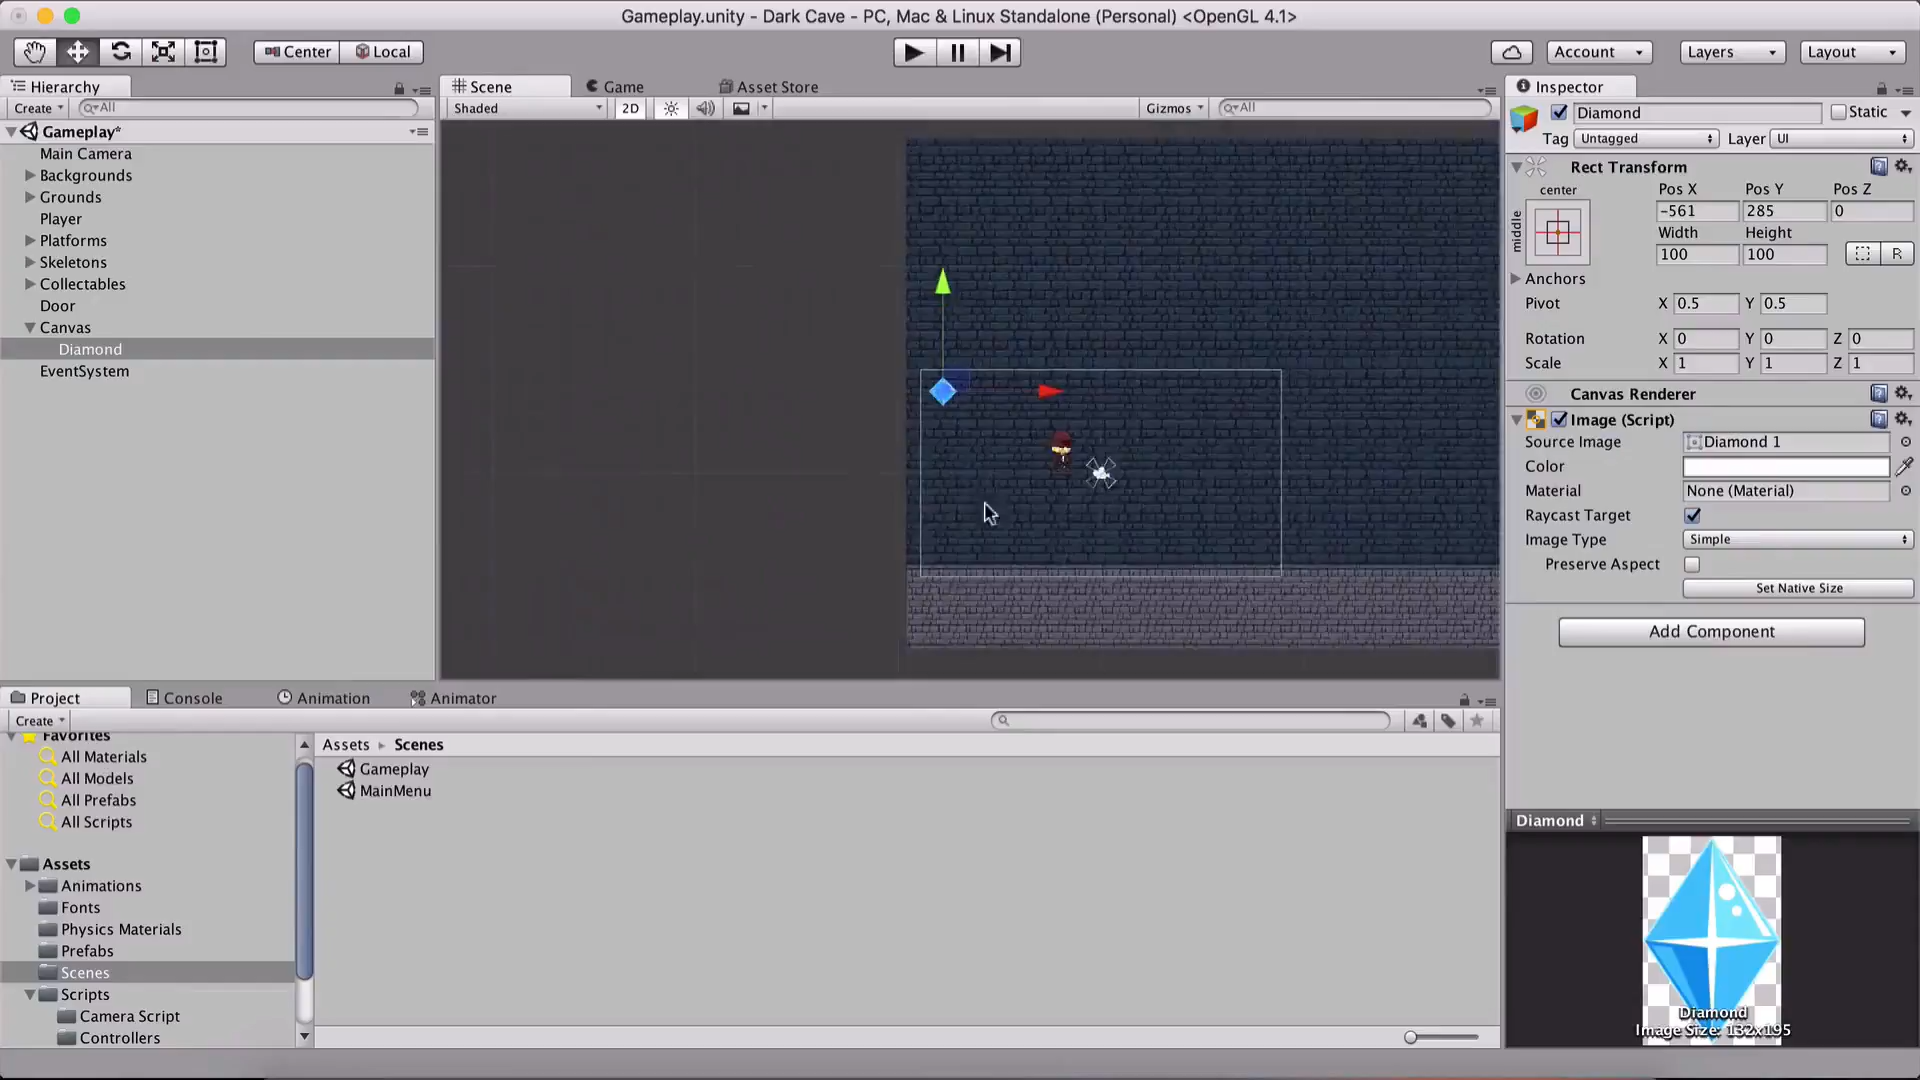 Gameplay.unity - Dark Cave - PC, Mac & Linux Standalone (Personal) <OpenGL 4.1>
Center Local Account Layers Layout
Hierarchy
Create All
Gameplay*
Main Camera
Backgrounds
Grounds
Player
Platforms
Skeletons
Collectables
Door
Canvas
Diamond
EventSystem
Scene Game Asset Store
Shaded 2D Gizmos All
Inspector
Diamond Static
Tag Untagged Layer UI
Rect Transform
center Pos X Pos Y Pos Z
middle -561 285 0
Width Height
100 100 R
Anchors
Pivot X 0.5 Y 0.5
Rotation X 0 Y 0 Z 0
Scale X 1 Y 1 Z 1
Canvas Renderer
Image (Script)
Source Image Diamond 1
Color
Material None (Material)
Raycast Target
Image Type Simple
Preserve Aspect
Set Native Size
Add Component
Project Console Animation Animator
Create
Favorites
All Materials
All Models
All Prefabs
All Scripts
Assets
Animations
Fonts
Physics Materials
Prefabs
Scenes
Scripts
Camera Script
Controllers
Assets Scenes
Gameplay
MainMenu
Diamond
Diamond
Image Size: 132x195